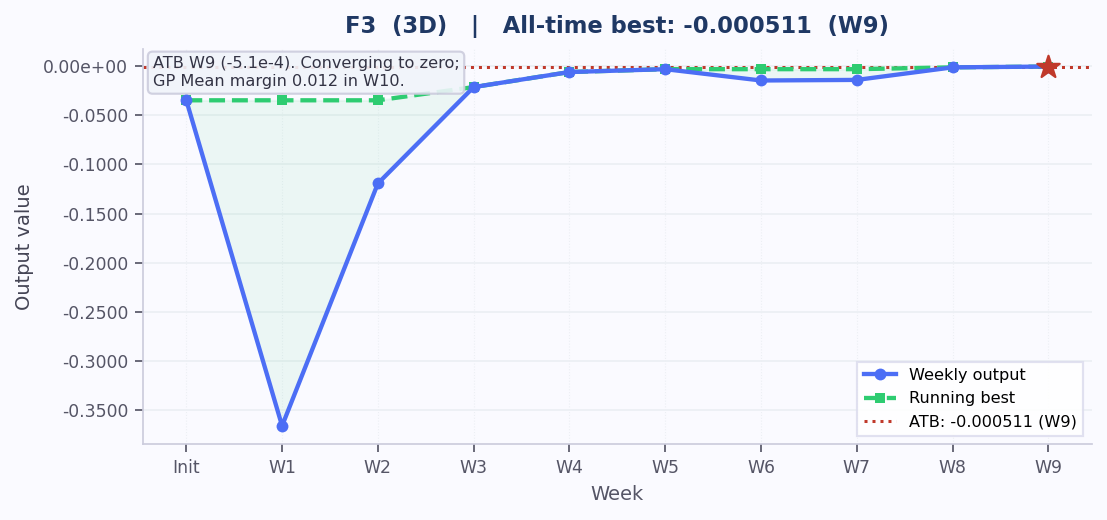 F3  (3D)   |   All-time best: -0.000511  (W9)
ATB W9 (-5.1e-4). Converging to zero;
GP Mean margin 0.012 in W10.
Output value
0.00e+00
-0.0500
-0.1000
-0.1500
-0.2000
-0.2500
-0.3000
-0.3500
Weekly output
Running best
ATB: -0.000511 (W9)
Init W1 W2 W3 W4 W5 W6 W7 W8 W9
Week